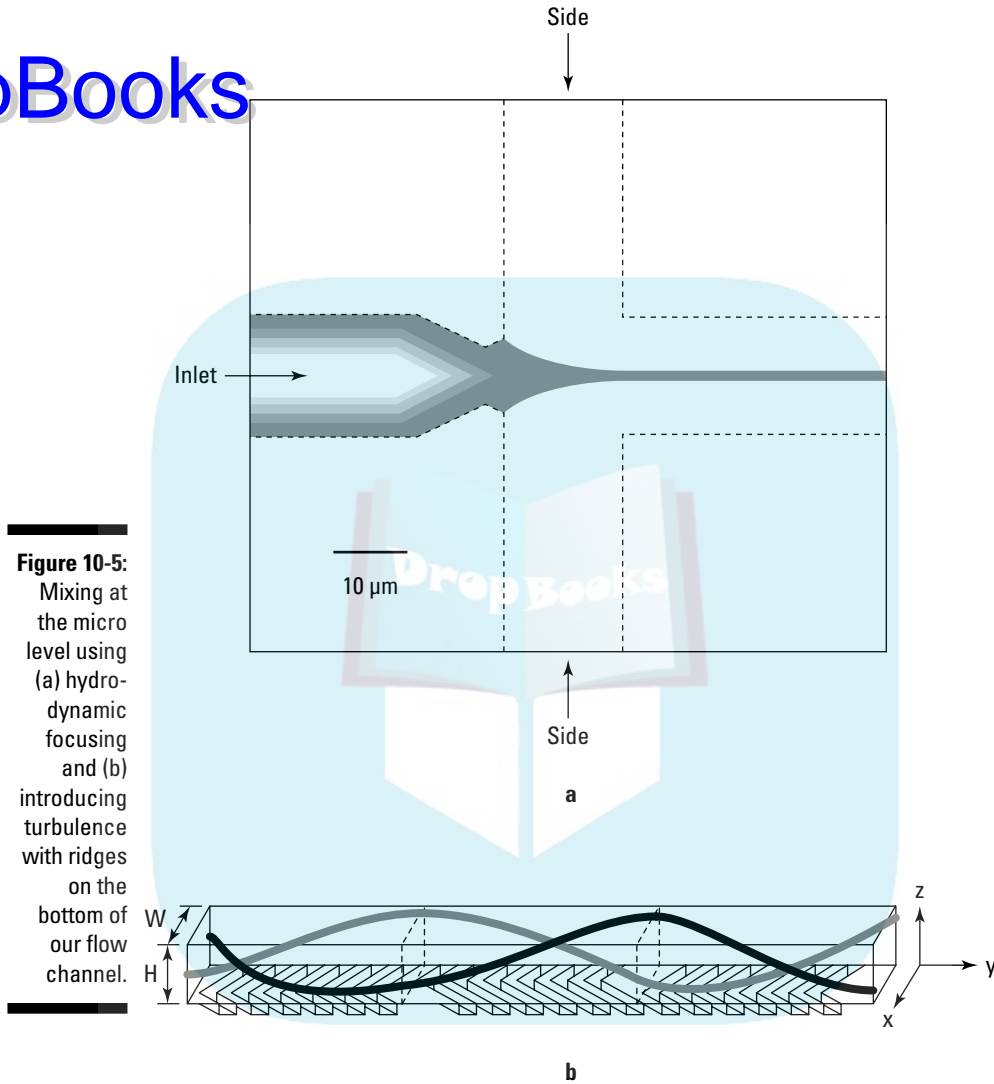 Side
oBooks
Inlet
10 µm
DropBooks
Side
a
Figure 10-5:
Mixing at
the micro
level using
(a) hydro-
dynamic
focusing
and (b)
introducing
turbulence
with ridges
on the
bottom of
our flow
channel.
W
H
z
y
x
b